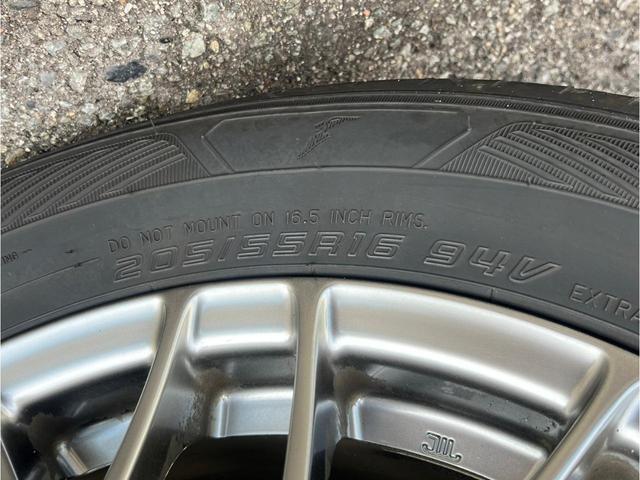 DO NOT MOUNT ON 16.5 INCH RIMS.
205/55R16 94V EXTRA